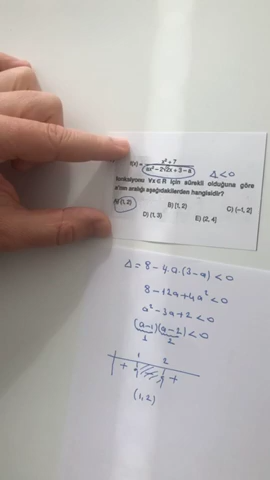 f(x) = (x² + 7) / (ax² − 2√2x + 3 − a)
Δ < 0
fonksiyonu ∀x ∈ R için sürekli olduğuna göre
a'nın aralığı aşağıdakilerden hangisidir?
A) (1, 2)	B) [1, 2)	C) (−1, 2]
D) (1, 3)	E) (2, 4]
Δ = 8 − 4.a.(3 − a) < 0
8 − 12a + 4a² < 0
a² − 3a + 2 < 0
(a − 1)(a − 2) < 0
1 2
1 2
+ − +
(1, 2)